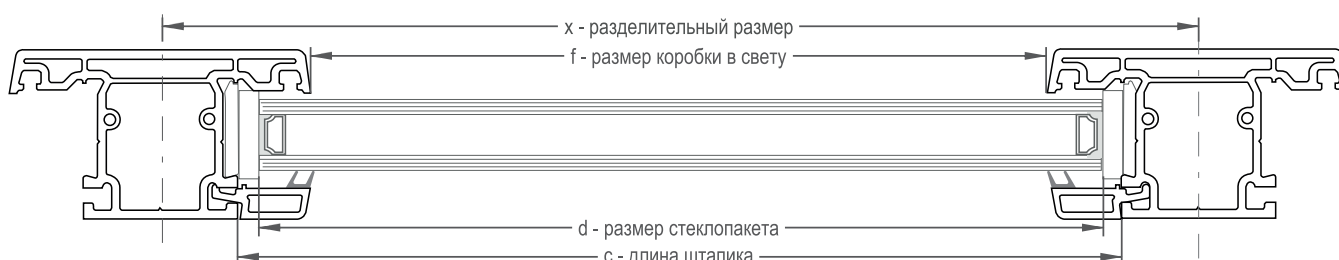 x - разделительный размер
f - размер коробки в свету
d - размер стеклопакета
c - длина штапика